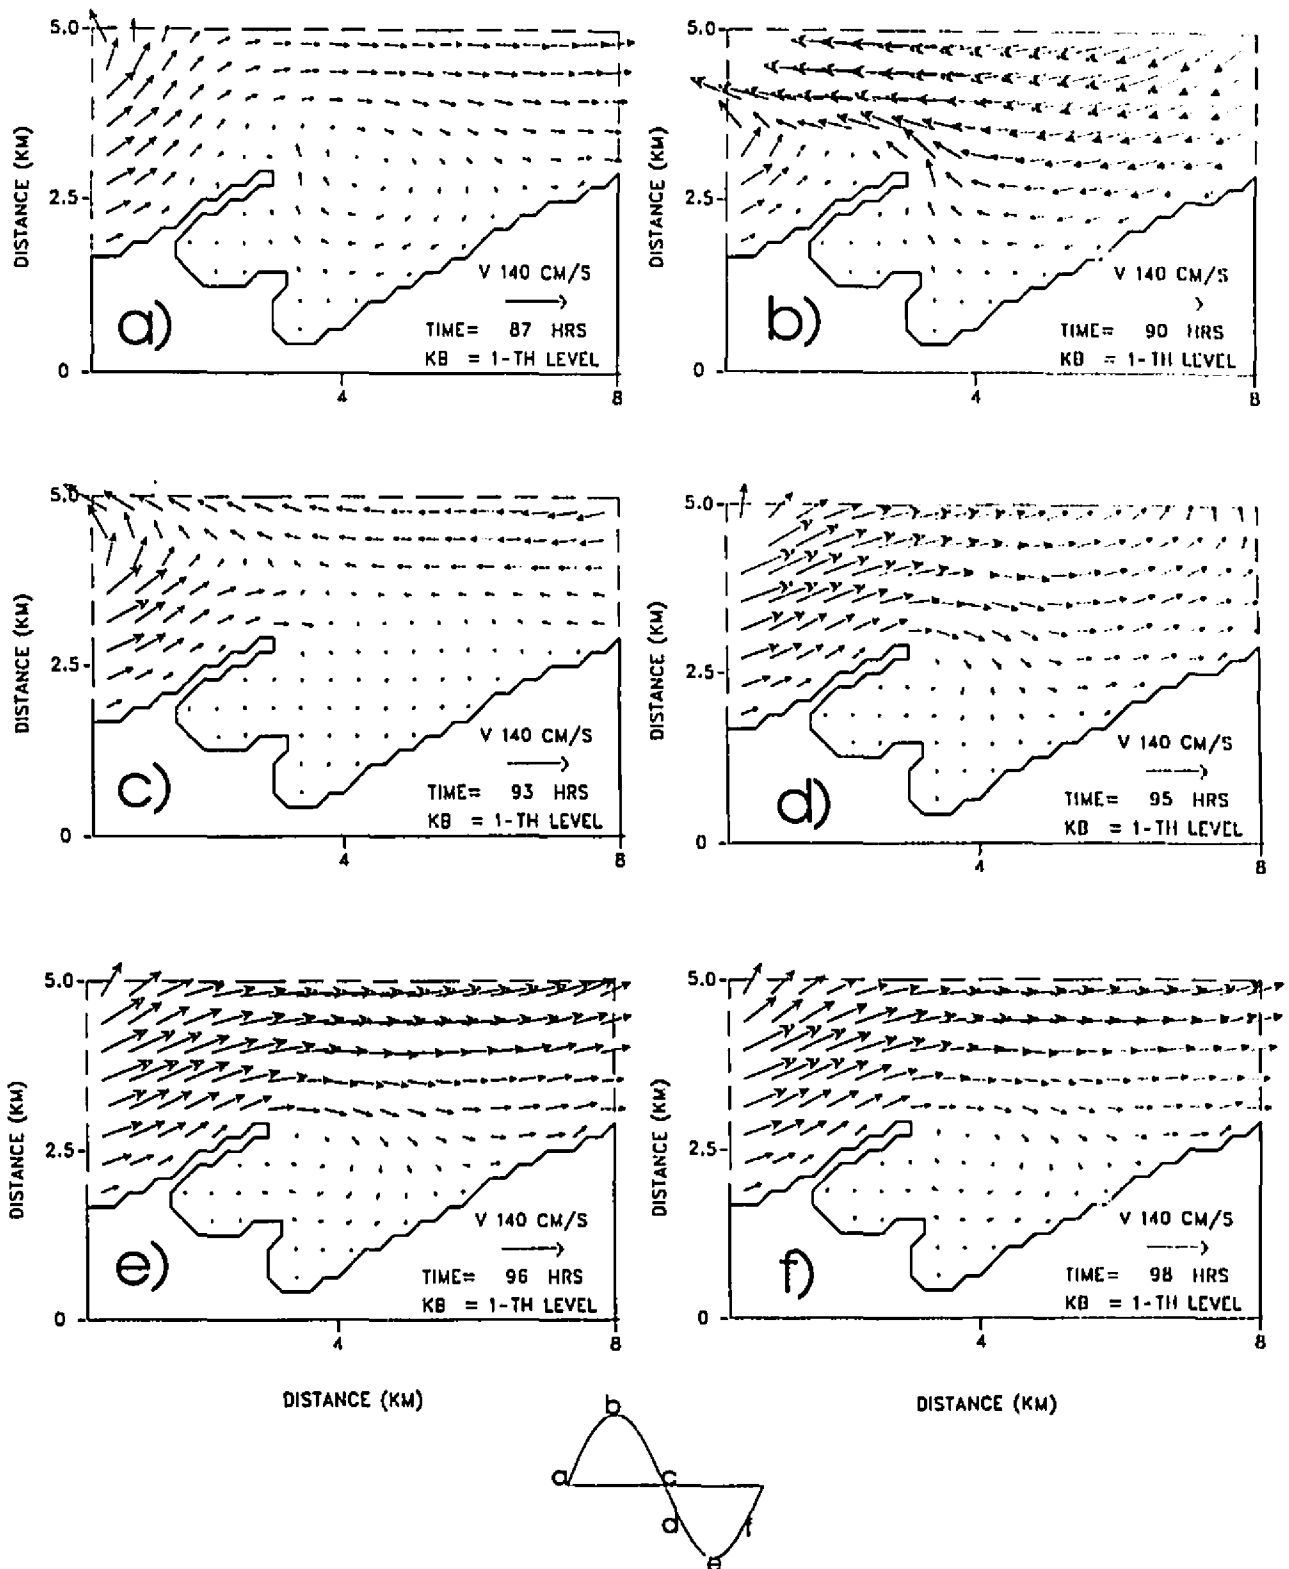 5.0
2.5
0
DISTANCE (KM)
a)
V 140 CM/S
TIME= 87 HRS
KB = 1-TH LEVEL
4
8
5.0
2.5
0
DISTANCE (KM)
b)
V 140 CM/S
TIME= 90 HRS
KB = 1-TH LEVEL
4
8
5.0
2.5
0
DISTANCE (KM)
c)
V 140 CM/S
TIME= 93 HRS
KB = 1-TH LEVEL
4
8
5.0
2.5
0
DISTANCE (KM)
d)
V 140 CM/S
TIME= 95 HRS
KB = 1-TH LEVEL
4
8
5.0
2.5
0
DISTANCE (KM)
e)
V 140 CM/S
TIME= 96 HRS
KB = 1-TH LEVEL
4
8
DISTANCE (KM)
5.0
2.5
0
DISTANCE (KM)
f)
V 140 CM/S
TIME= 98 HRS
KB = 1-TH LEVEL
4
8
DISTANCE (KM)
b
a
c
d
f
e